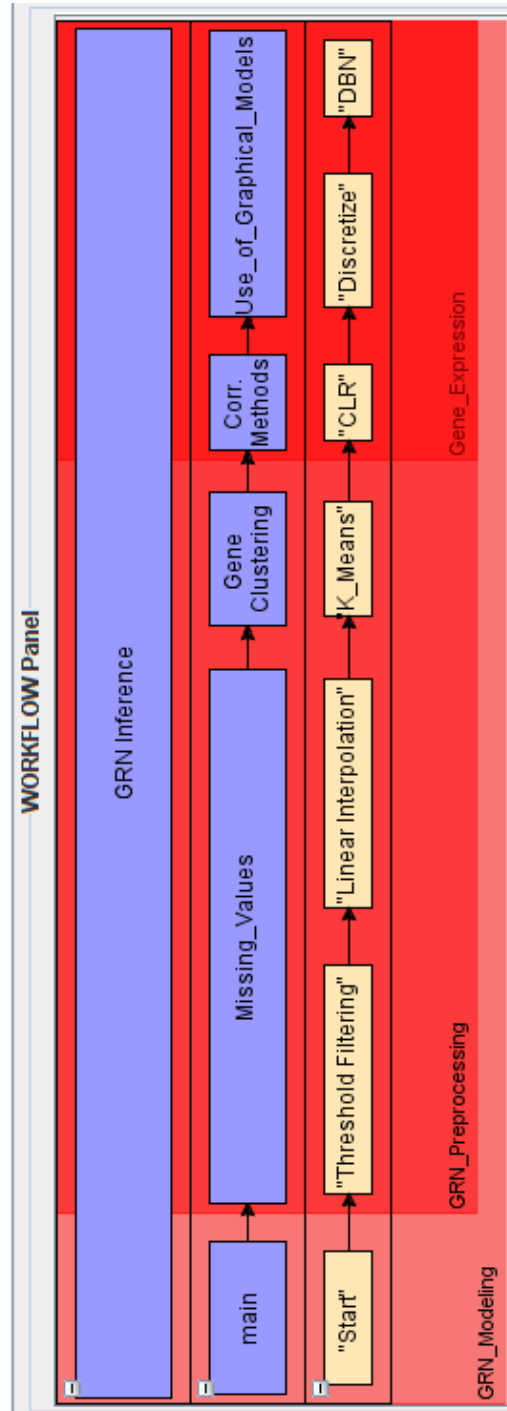 WORKFLOW Panel
GRN Inference
main
Missing_Values
Gene
Clustering
Corr.
Methods
Use_of_Graphical_Models
"Start"
"Threshold Filtering"
"Linear Interpolation"
"K_Means"
"CLR"
"Discretize"
"DBN"
GRN_Modeling
GRN_Preprocessing
Gene_Expression